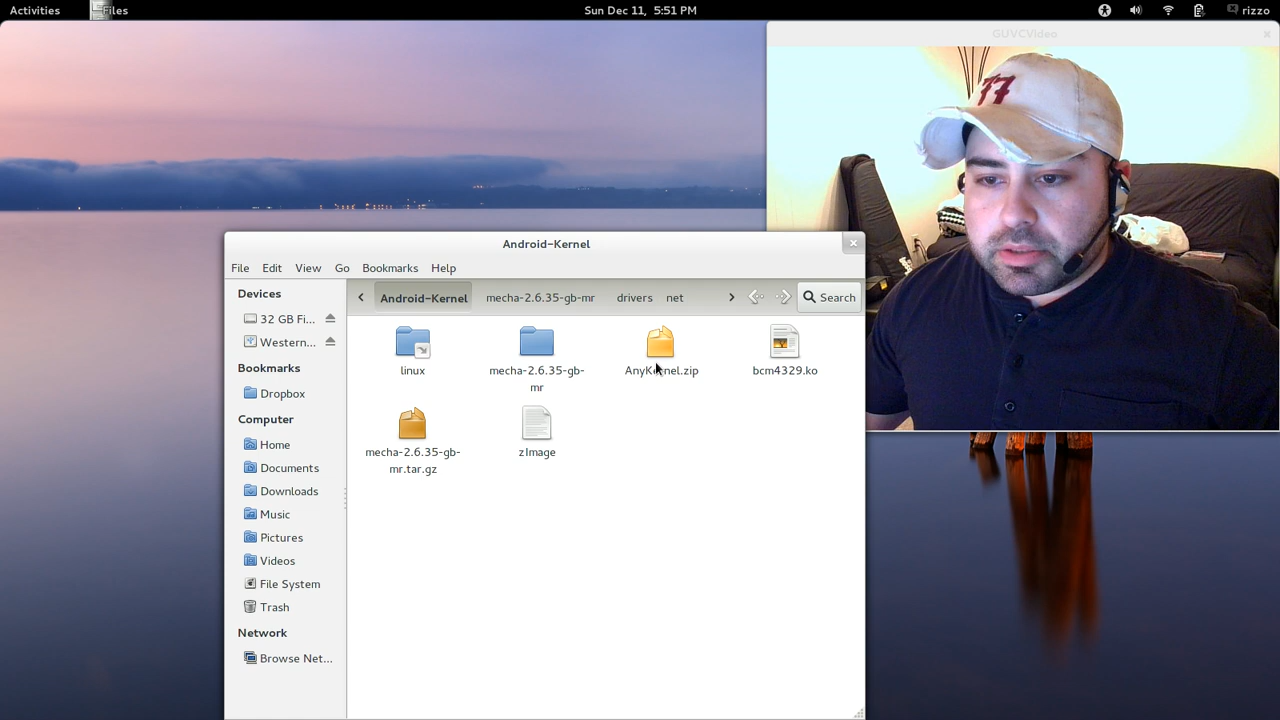 Activities Files Sun Dec 11, 5:51 PM rizzo
GUVCVideo
77
Android-Kernel
File Edit View Go Bookmarks Help
Devices
32 GB Fi...
Western...
Bookmarks
Dropbox
Computer
Home
Documents
Downloads
Music
Pictures
Videos
File System
Trash
Network
Browse Net...
Android-Kernel mecha-2.6.35-gb-mr drivers net Search
linux
mecha-2.6.35-gb-
mr
AnyKernel.zip
bcm4329.ko
mecha-2.6.35-gb-
mr.tar.gz
zImage